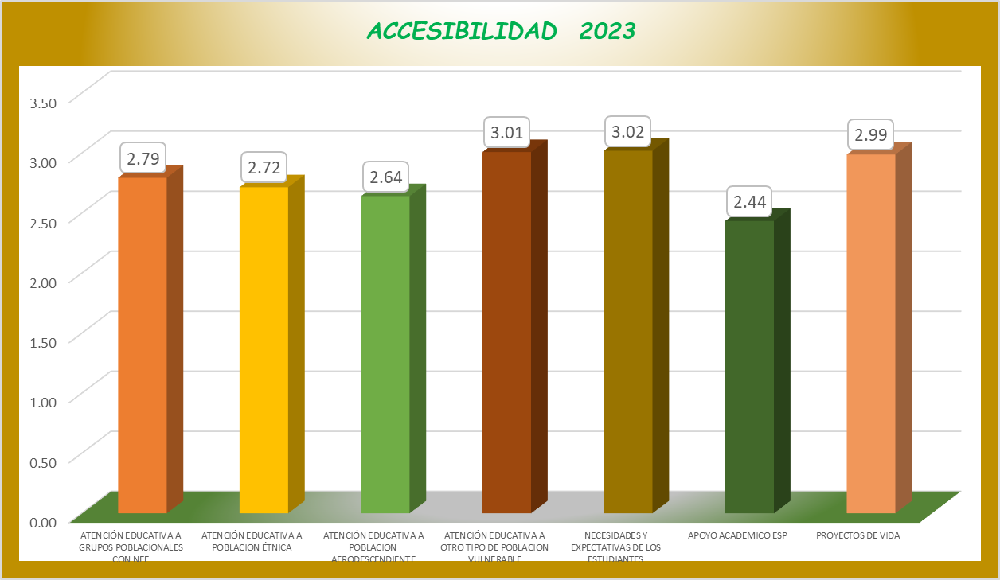 ACCESIBILIDAD 2023
3.50
3.00
2.50
2.00
1.50
1.00
0.50
0.00
2.79
2.72
2.64
3.01
3.02
2.44
2.99
ATENCIÓN EDUCATIVA A
GRUPOS POBLACIONALES
CON NEE
ATENCIÓN EDUCATIVA A
POBLACION ÉTNICA
ATENCIÓN EDUCATIVA A
POBLACION
AFRODESCENDIENTE
ATENCIÓN EDUCATIVA A
OTRO TIPO DE POBLACION
VULNERABLE
NECESIDADES Y
EXPECTATIVAS DE LOS
ESTUDIANTES
APOYO ACADEMICO ESP
PROYECTOS DE VIDA